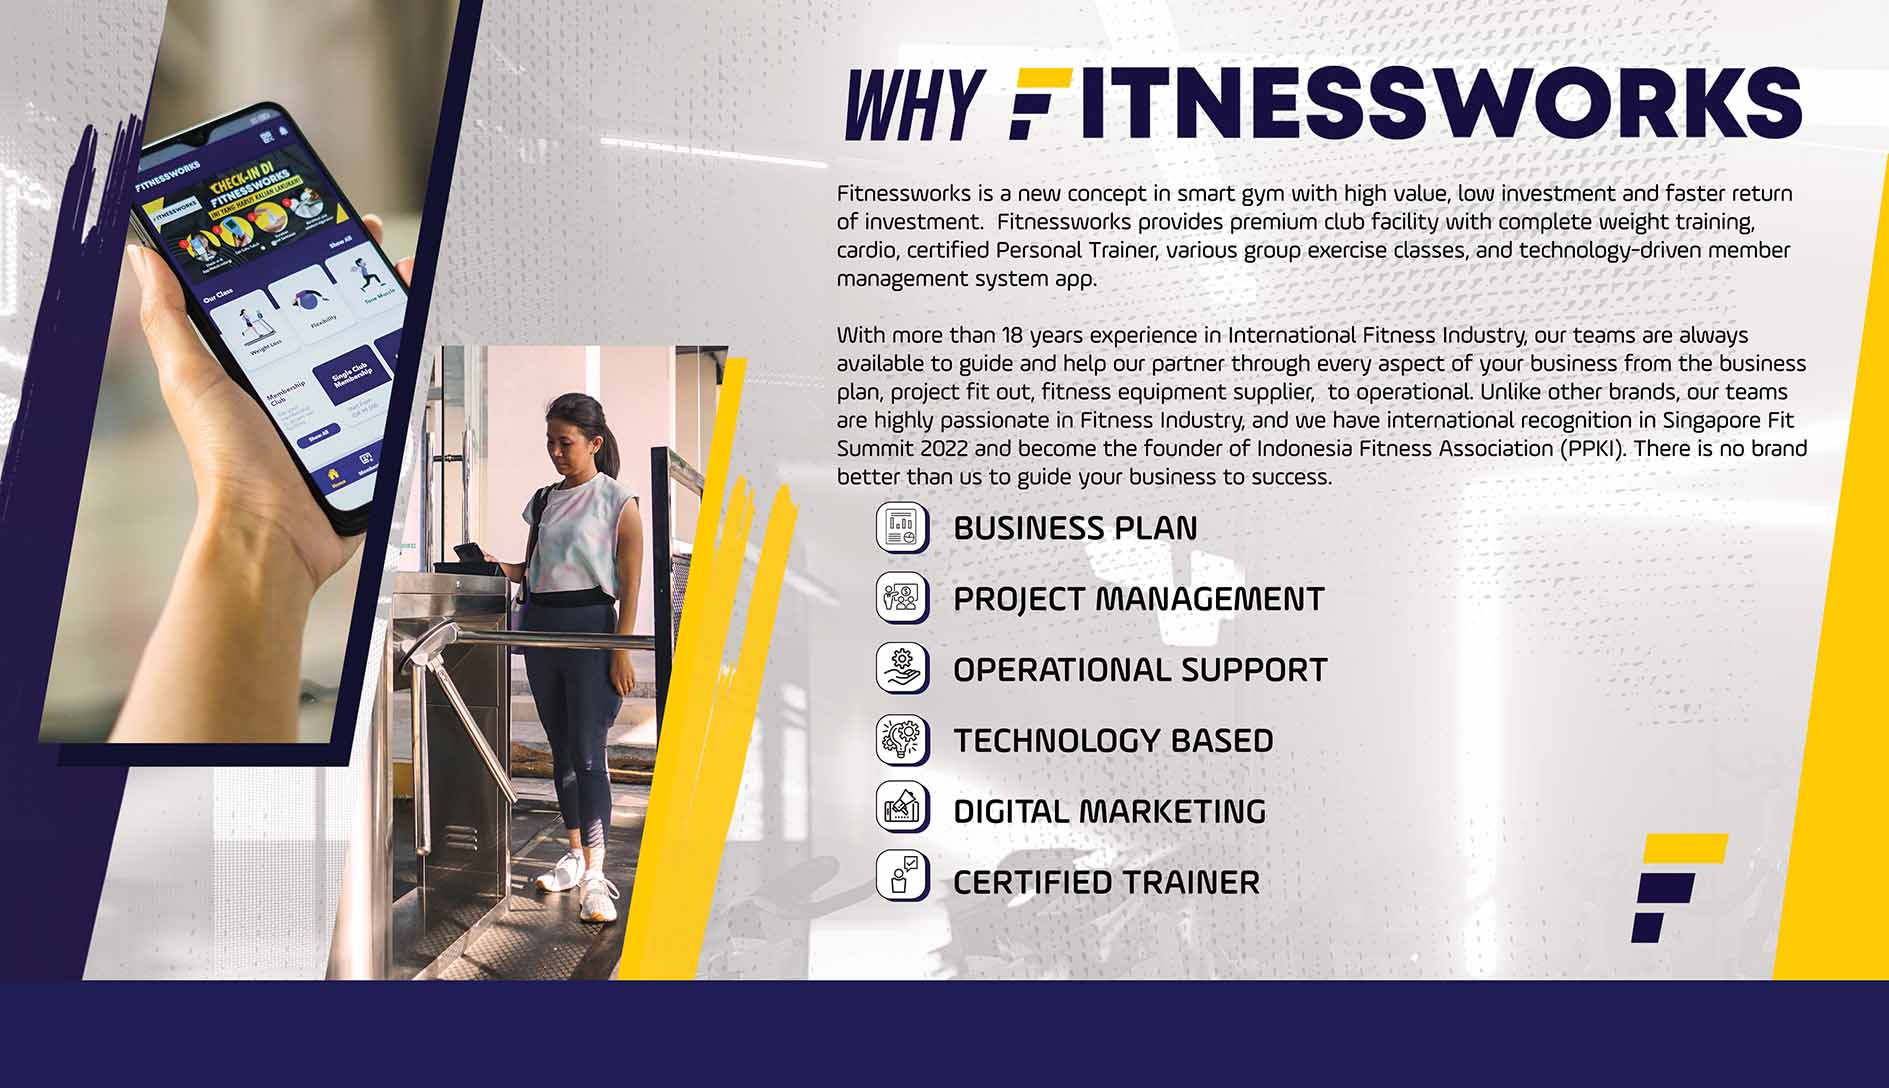 WHY FITNESSWORKS
Fitnessworks is a new concept in smart gym with high value, low investment and faster return
of investment. Fitnessworks provides premium club facility with complete weight training,
cardio, certified Personal Trainer, various group exercise classes, and technology-driven member
management system app.
With more than 18 years experience in International Fitness Industry, our teams are always
available to guide and help our partner through every aspect of your business from the business
plan, project fit out, fitness equipment supplier, to operational. Unlike other brands, our teams
are highly passionate in Fitness Industry, and we have international recognition in Singapore Fit
Summit 2022 and become the founder of Indonesia Fitness Association (PPKI). There is no brand
better than us to guide your business to success.
BUSINESS PLAN
PROJECT MANAGEMENT
OPERATIONAL SUPPORT
TECHNOLOGY BASED
DIGITAL MARKETING
CERTIFIED TRAINER
FITNESSWORKS
FITNESSWORKS
CHECK-IN DI
FITNESSWORKS
INI YANG HARUS KALIAN LAKUKAN!
Show All
Our Class
Weight Loss
Flexibility
Tone Muscle
Membership
Club
Single Club
Membership
Show All
Home